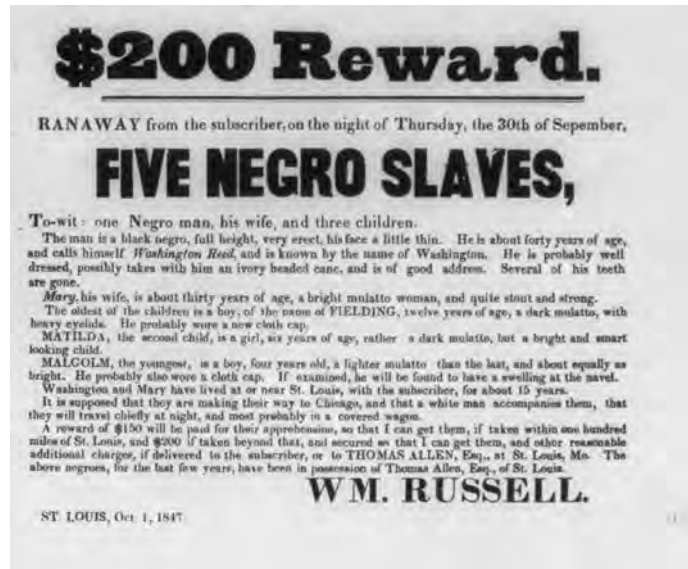 $200 Reward.
RANAWAY from the subscriber, on the night of Thursday, the 30th of Sepember,
FIVE NEGRO SLAVES,
To-wit : one Negro man, his wife, and three children.
The man is a black negro, full height, very erect, his face a little thin. He is about forty years of age,
and calls himself Washington Reed, and is known by the name of Washington. He is probably well
dressed, possibly takes with him an ivory headed cane, and is of good address. Several of his teeth
are gone.
Mary, his wife, is about thirty years of age, a bright mulatto woman, and quite stout and strong.
The oldest of the children is a boy, of the name of FIELDING, twelve years of age, a dark mulatto, with
heavy eyelids. He probably wore a new cloth cap.
MATILDA, the second child, is a girl, six years of age, rather a dark mulatto, but a bright and smart
looking child.
MALCOLM, the youngest, is a boy, four years old, a lighter mulatto than the last, and about equally as
bright. He probably also wore a cloth cap. If examined, he will be found to have a swelling at the navel.
Washington and Mary have lived at or near St. Louis, with the subscriber, for about 15 years.
It is supposed that they are making their way to Chicago, and that a white man accompanies them, that
they will travel chiefly at night, and most probably in a covered wagon.
A reward of $150 will be paid for their apprehension, so that I can get them, if taken within one hundred
miles of St. Louis, and $200 if taken beyond that, and secured so that I can get them, and other reasonable
additional charges, if delivered to the subscriber, or to THOMAS ALLEN, Esq., at St. Louis, Mo. The
above negroes, for the last few years, have been in possession of Thomas Allen, Esq., of St. Louis.
WM. RUSSELL.
ST. LOUIS, Oct. 1, 1847